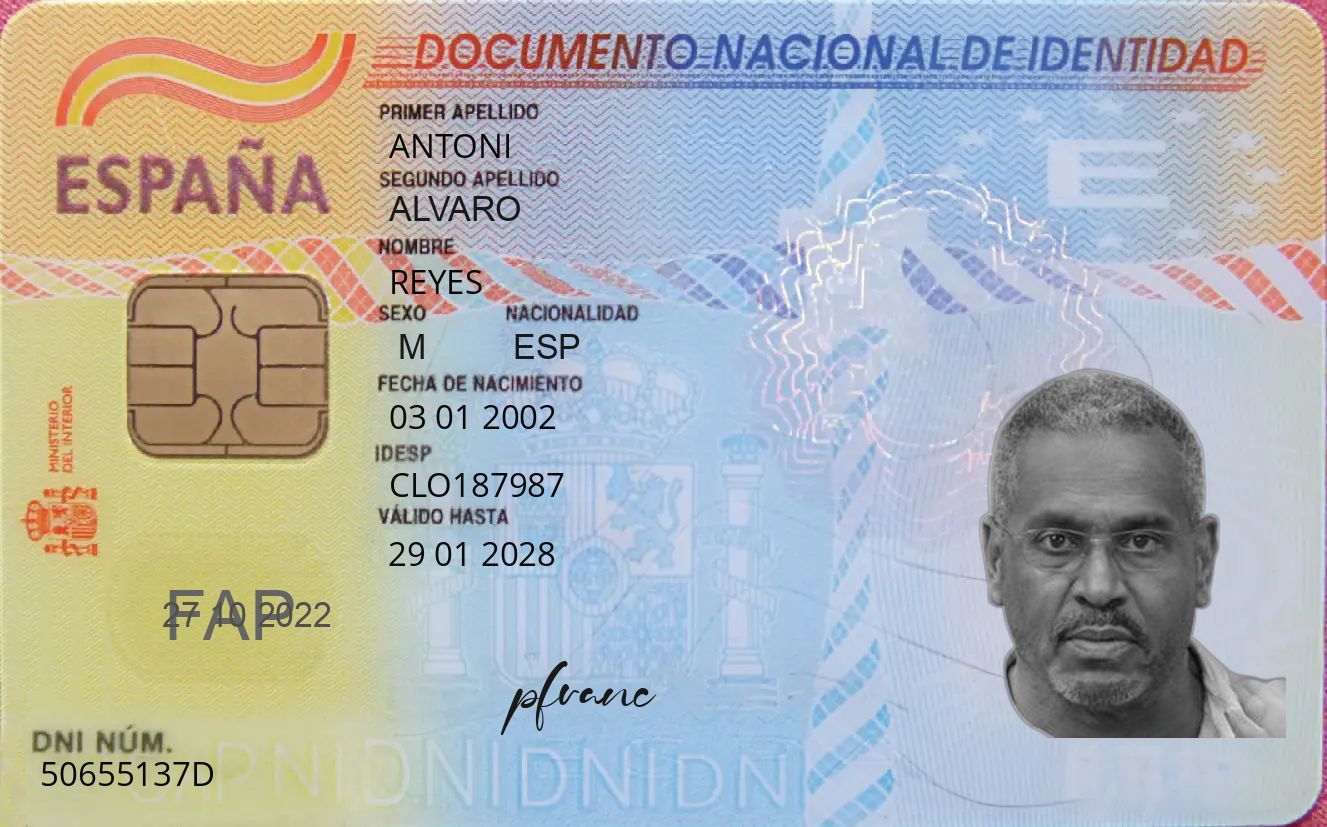 DOCUMENTO NACIONAL DE IDENTIDAD
ESPAÑA
PRIMER APELLIDO
ANTONI
SEGUNDO APELLIDO
ALVARO
NOMBRE
REYES
SEXO NACIONALIDAD
M ESP
FECHA DE NACIMIENTO
03 01 2002
IDESP
CLO187987
VÁLIDO HASTA
29 01 2028
MINISTERIO
DEL INTERIOR
FAP
27 10 2022
pfranc
DNI NÚM.
50655137D
E